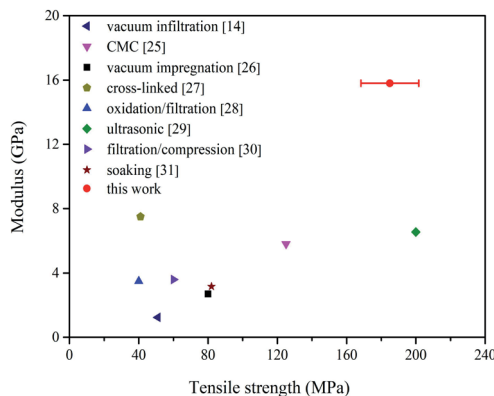 20
16
12
8
4
0
Modulus (GPa)
vacuum infiltration [14]
CMC [25]
vacuum impregnation [26]
cross-linked [27]
oxidation/filtration [28]
ultrasonic [29]
filtration/compression [30]
soaking [31]
this work
0 40 80 120 160 200 240
Tensile strength (MPa)